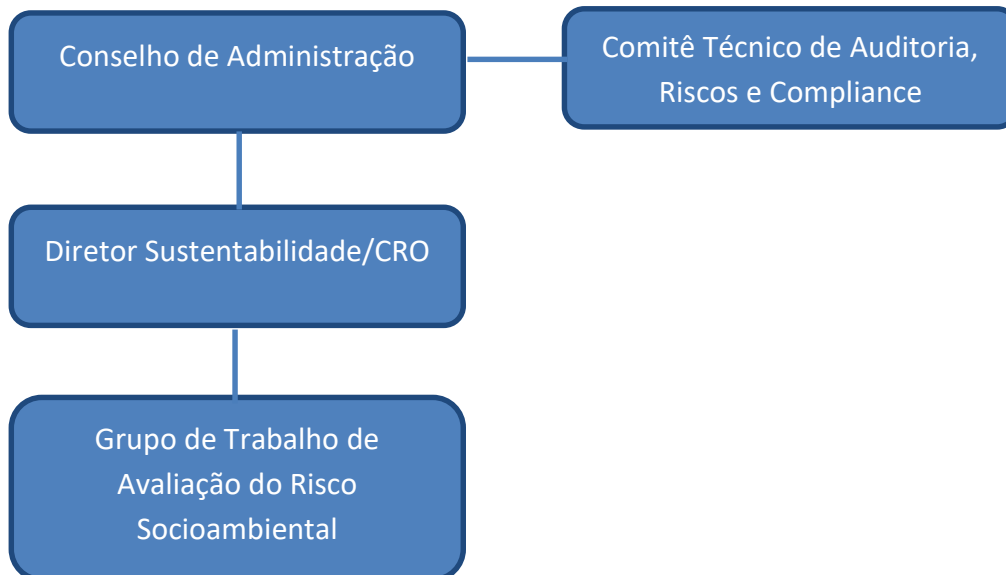 Conselho de Administração
Comitê Técnico de Auditoria,
Riscos e Compliance
Diretor Sustentabilidade/CRO
Grupo de Trabalho de
Avaliação do Risco
Socioambiental